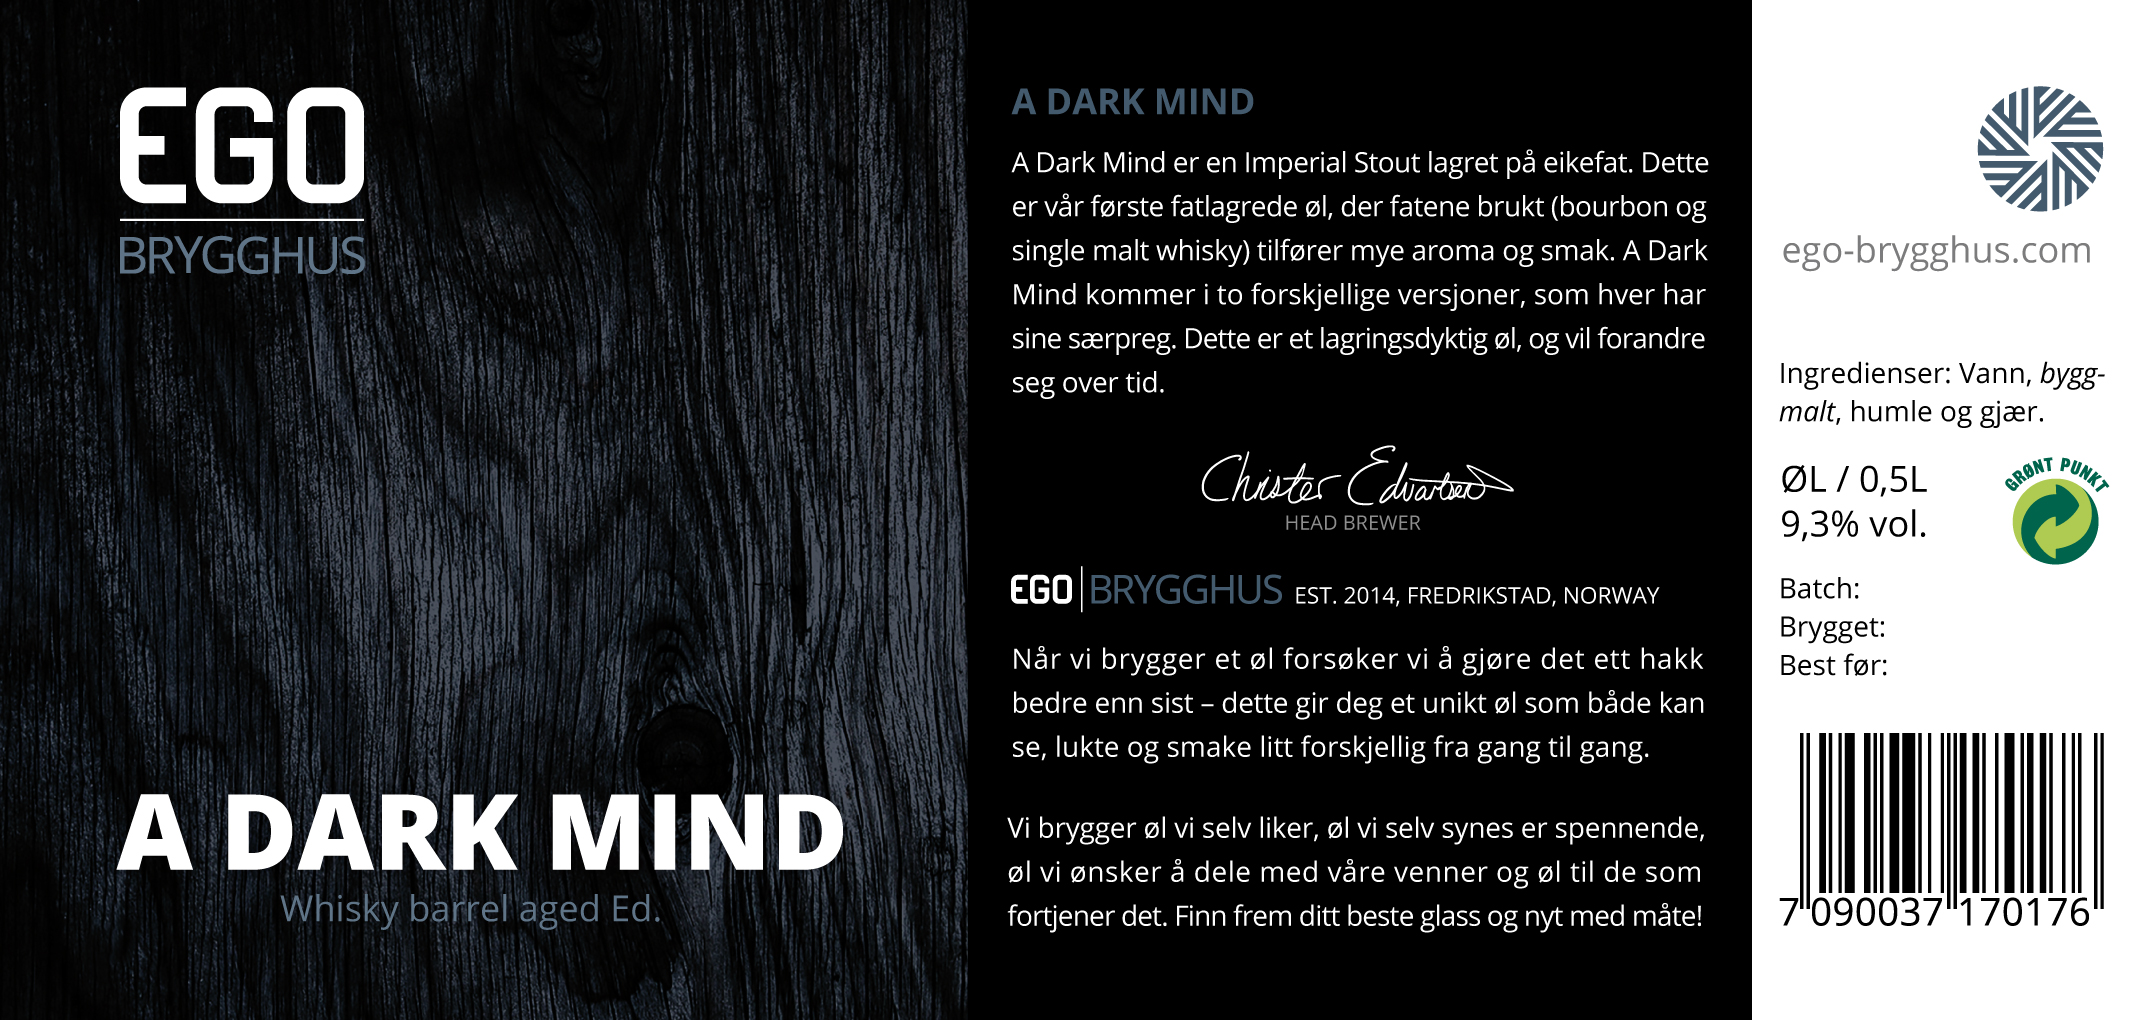 EGO
BRYGGHUS
A DARK MIND
Whisky barrel aged Ed.
A DARK MIND
A Dark Mind er en Imperial Stout lagret på eikefat. Dette
er vår første fatlagrede øl, der fatene brukt (bourbon og
single malt whisky) tilfører mye aroma og smak. A Dark
Mind kommer i to forskjellige versjoner, som hver har
sine særpreg. Dette er et lagringsdyktig øl, og vil forandre
seg over tid.
Christer Edvartsen
HEAD BREWER
EGO BRYGGHUS EST. 2014, FREDRIKSTAD, NORWAY
Når vi brygger et øl forsøker vi å gjøre det ett hakk
bedre enn sist – dette gir deg et unikt øl som både kan
se, lukte og smake litt forskjellig fra gang til gang.
Vi brygger øl vi selv liker, øl vi selv synes er spennende,
øl vi ønsker å dele med våre venner og øl til de som
fortjener det. Finn frem ditt beste glass og nyt med måte!
ego-brygghus.com
Ingredienser: Vann, bygg-
malt, humle og gjær.
ØL / 0,5L
9,3% vol.
GRØNT PUNKT
Batch:
Brygget:
Best før:
7 090037 170176